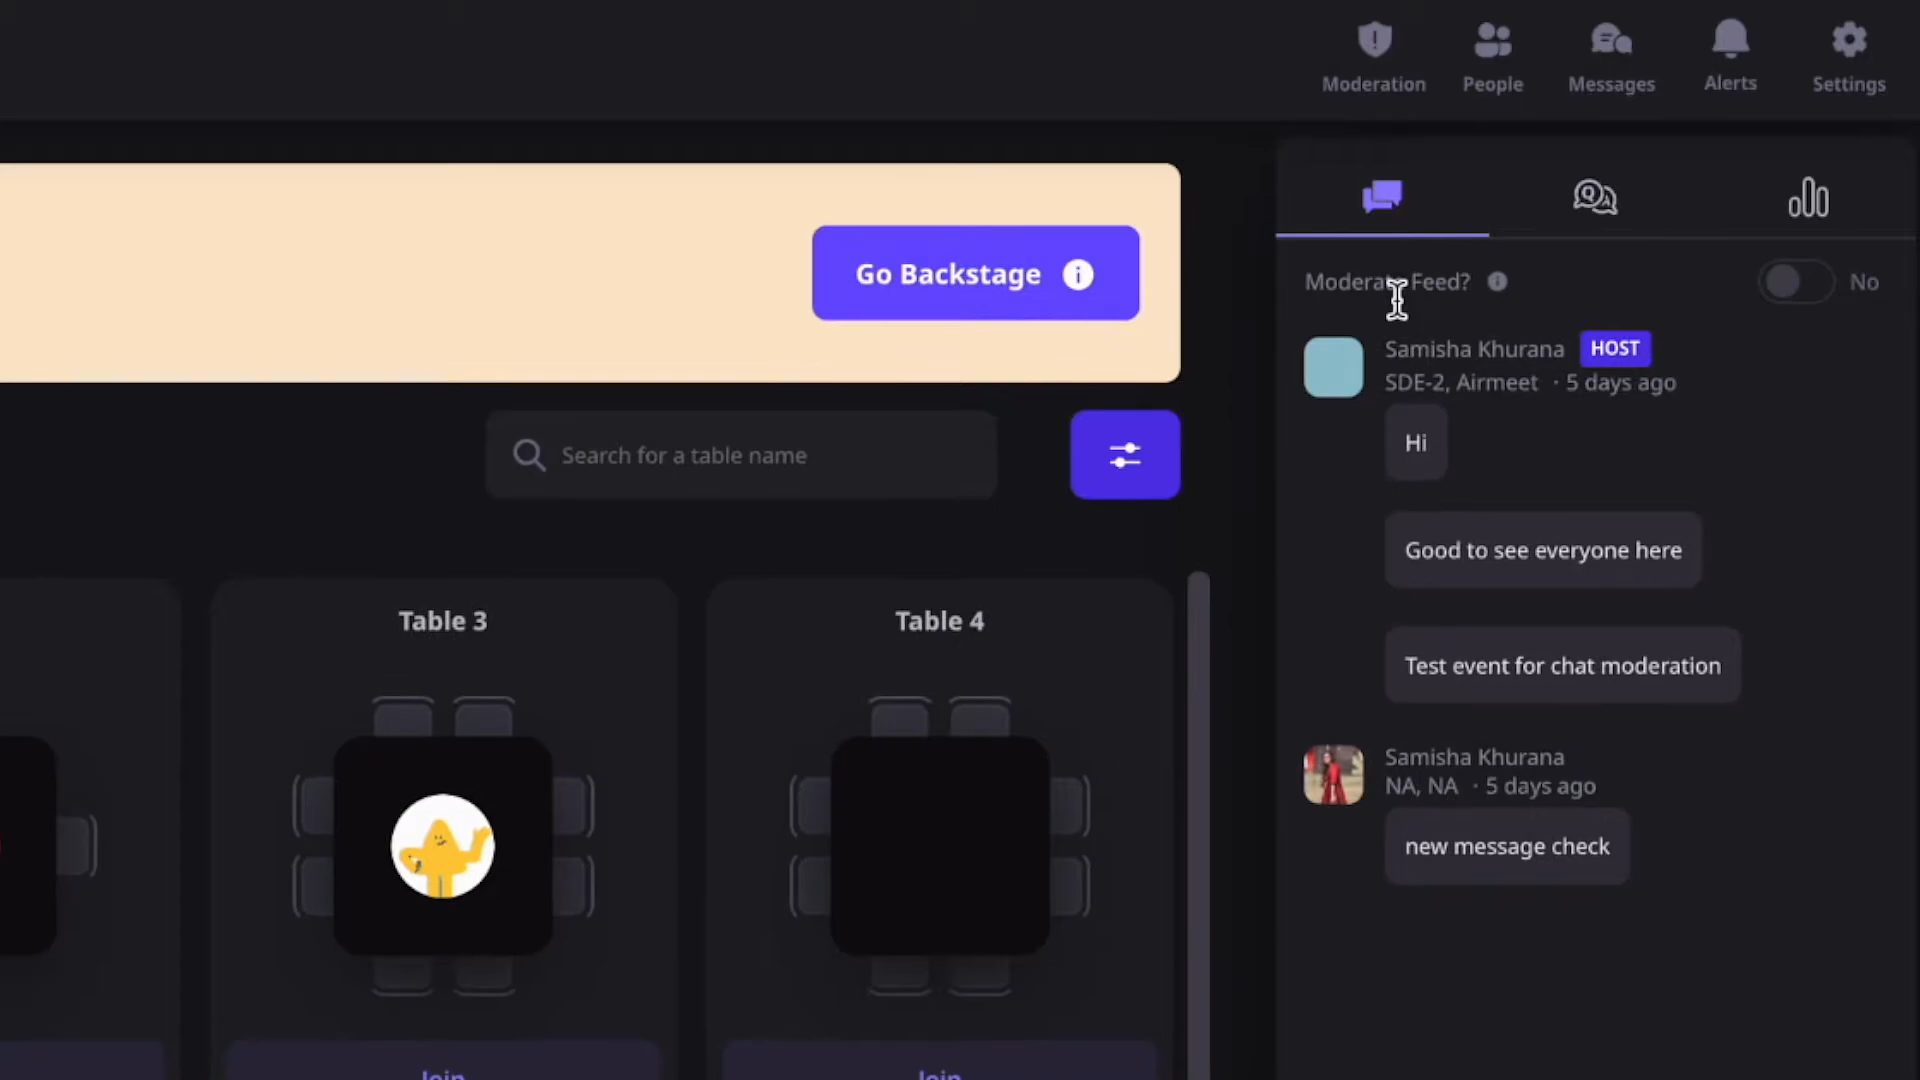 Moderation
People
Messages
Alerts
Settings
Go Backstage
Moderate Feed?
No
Samisha Khurana HOST
SDE-2, Airmeet · 5 days ago
Hi
Search for a table name
Good to see everyone here
Table 3
Table 4
Test event for chat moderation
Samisha Khurana
NA, NA · 5 days ago
new message check
Join
Join